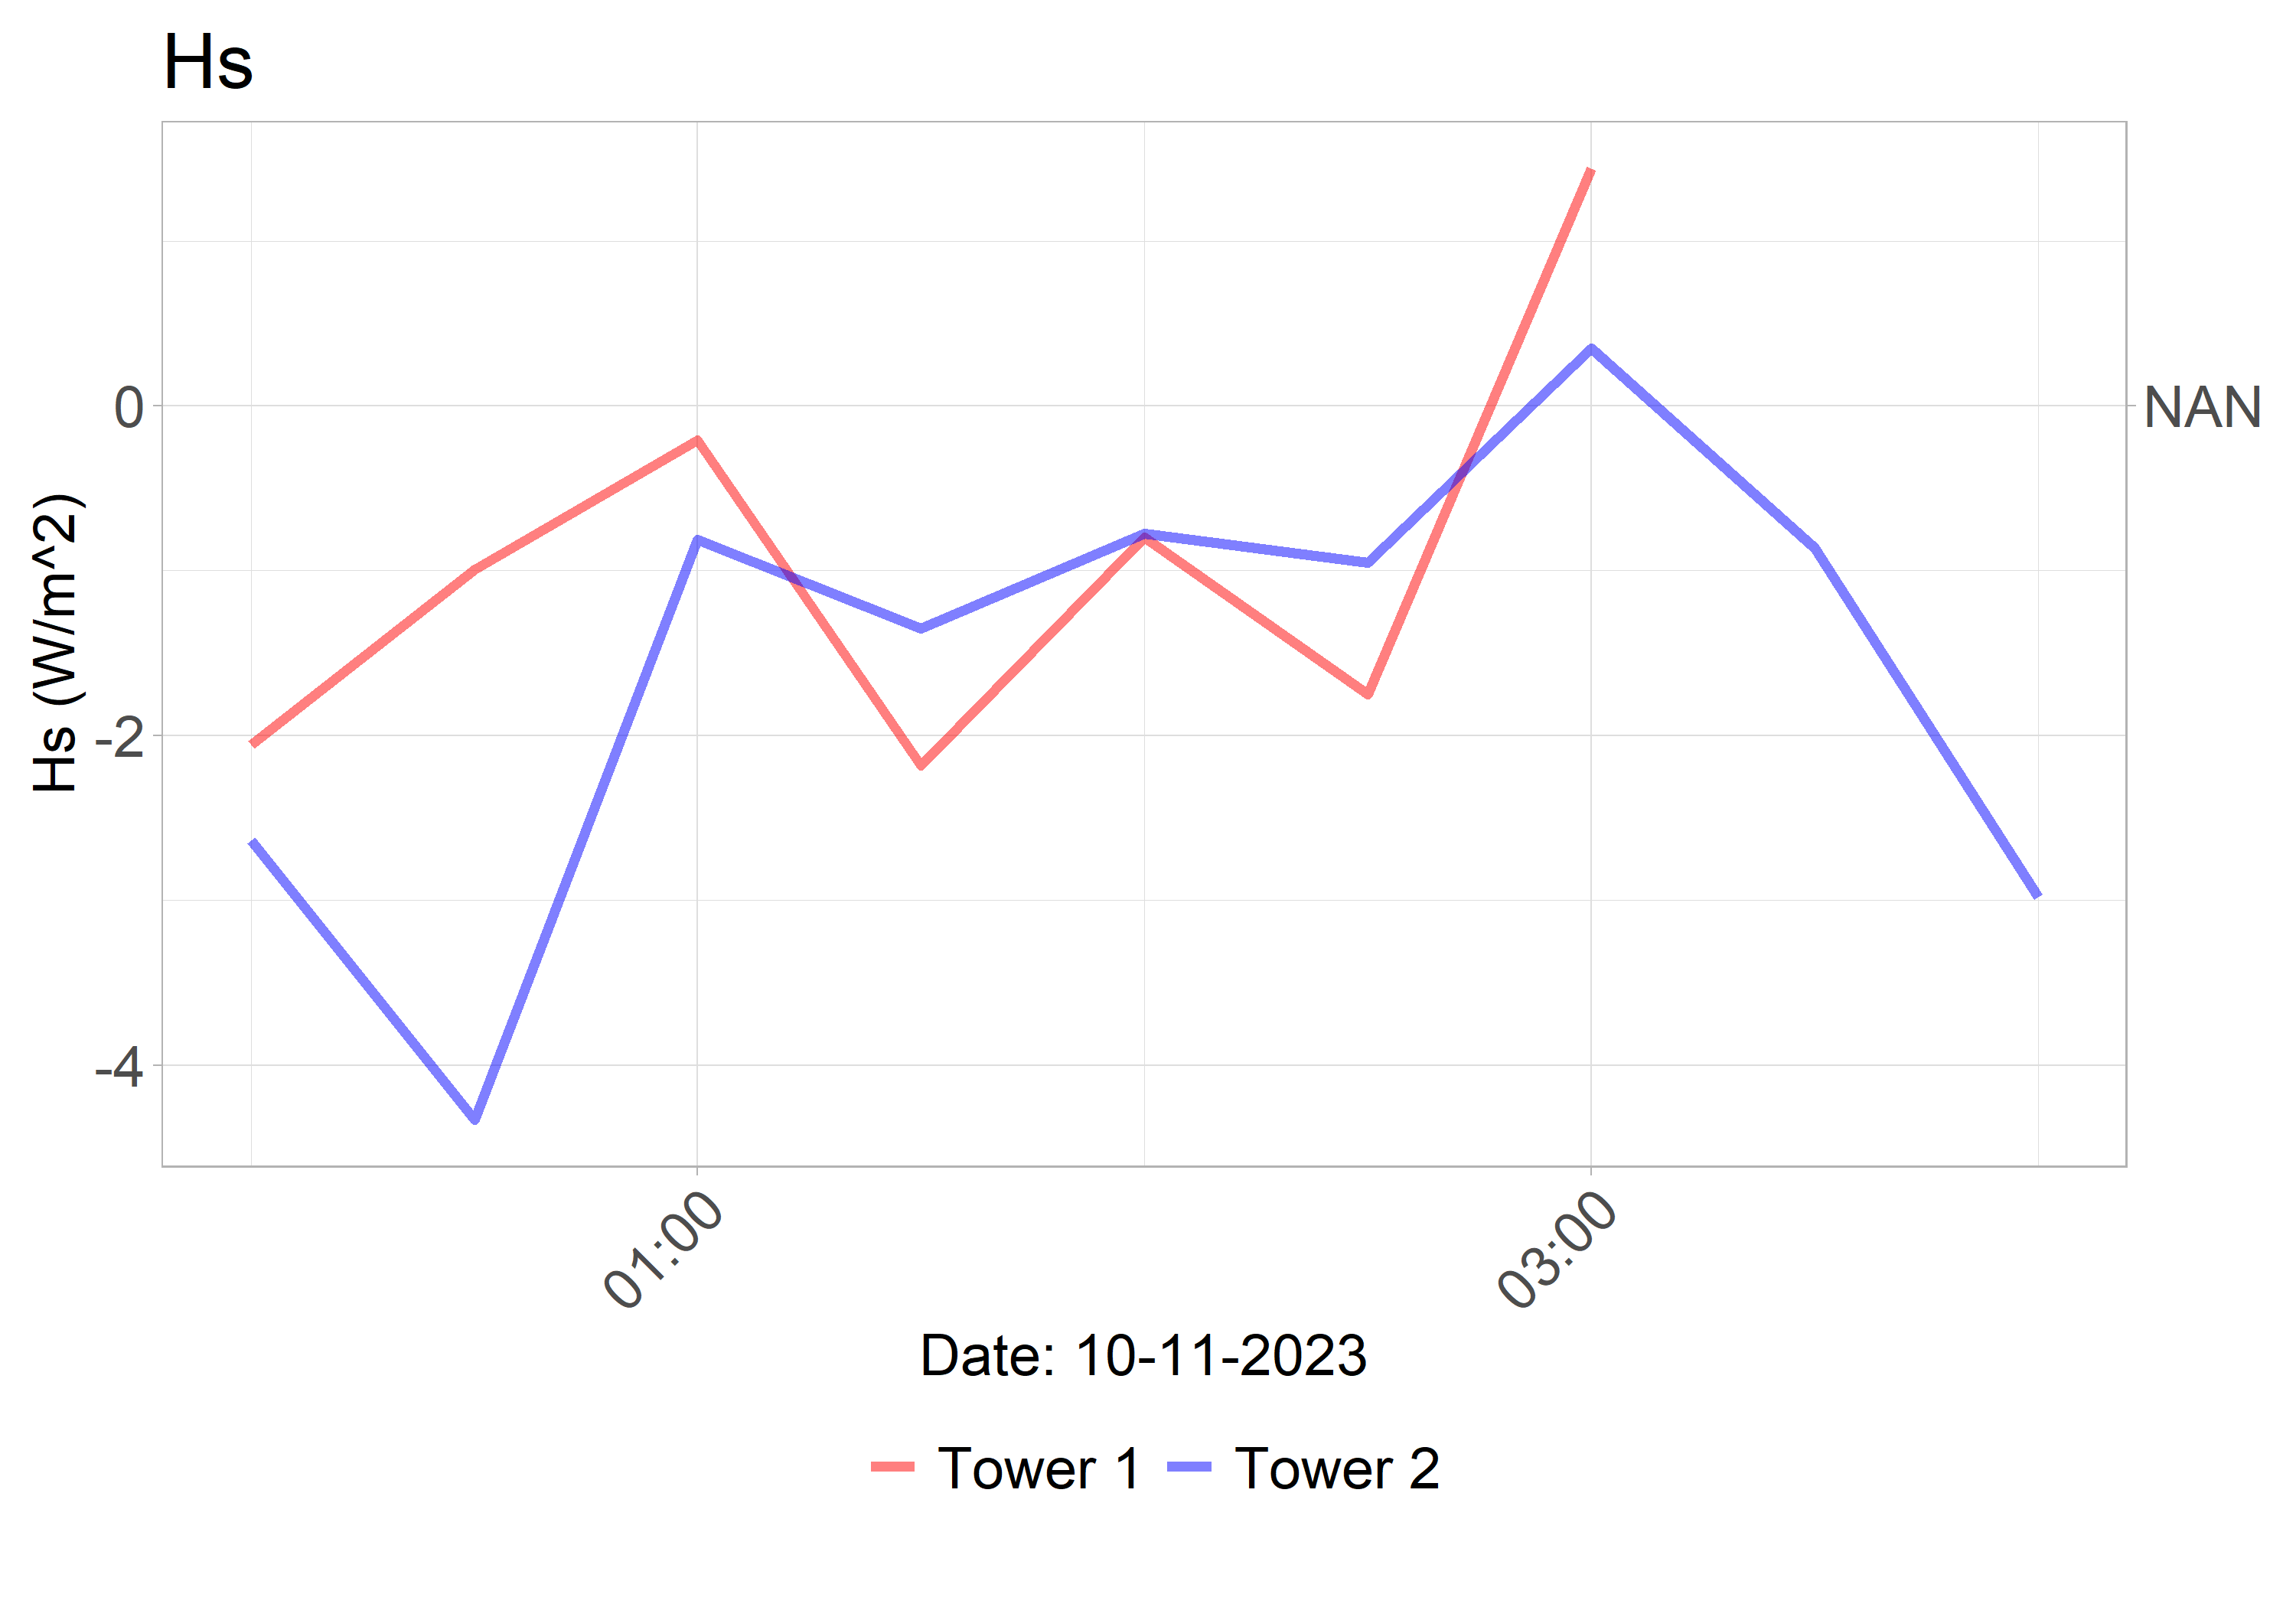 Hs
Hs (W/m^2)
0
-2
-4
NAN
01:00
03:00
Date: 10-11-2023
Tower 1
Tower 2